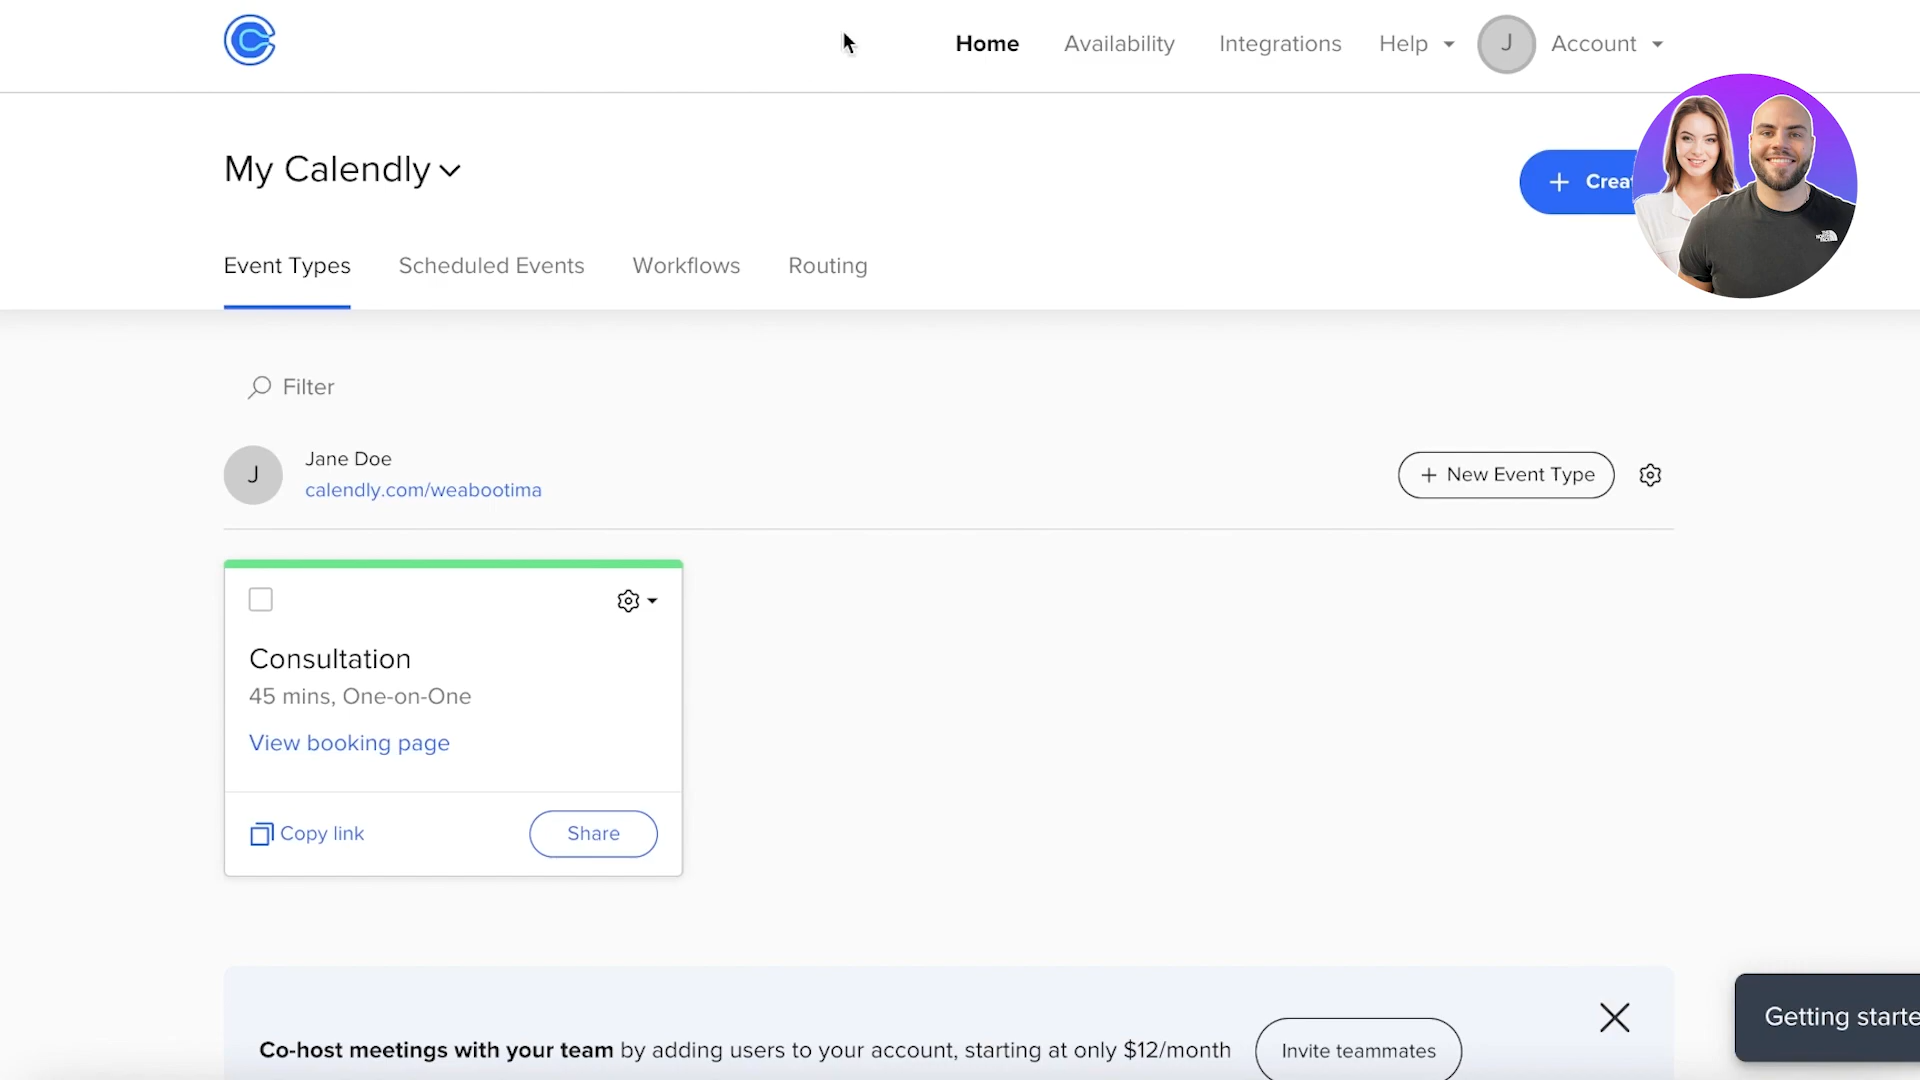 Home Availability Integrations Help J Account
My Calendly
+ Crea
Event Types Scheduled Events Workflows Routing
Filter
J
Jane Doe
calendly.com/weabootima
+ New Event Type
Consultation
45 mins, One-on-One
View booking page
Copy link
Share
Co-host meetings with your team by adding users to your account, starting at only $12/month
Invite teammates
Getting starte